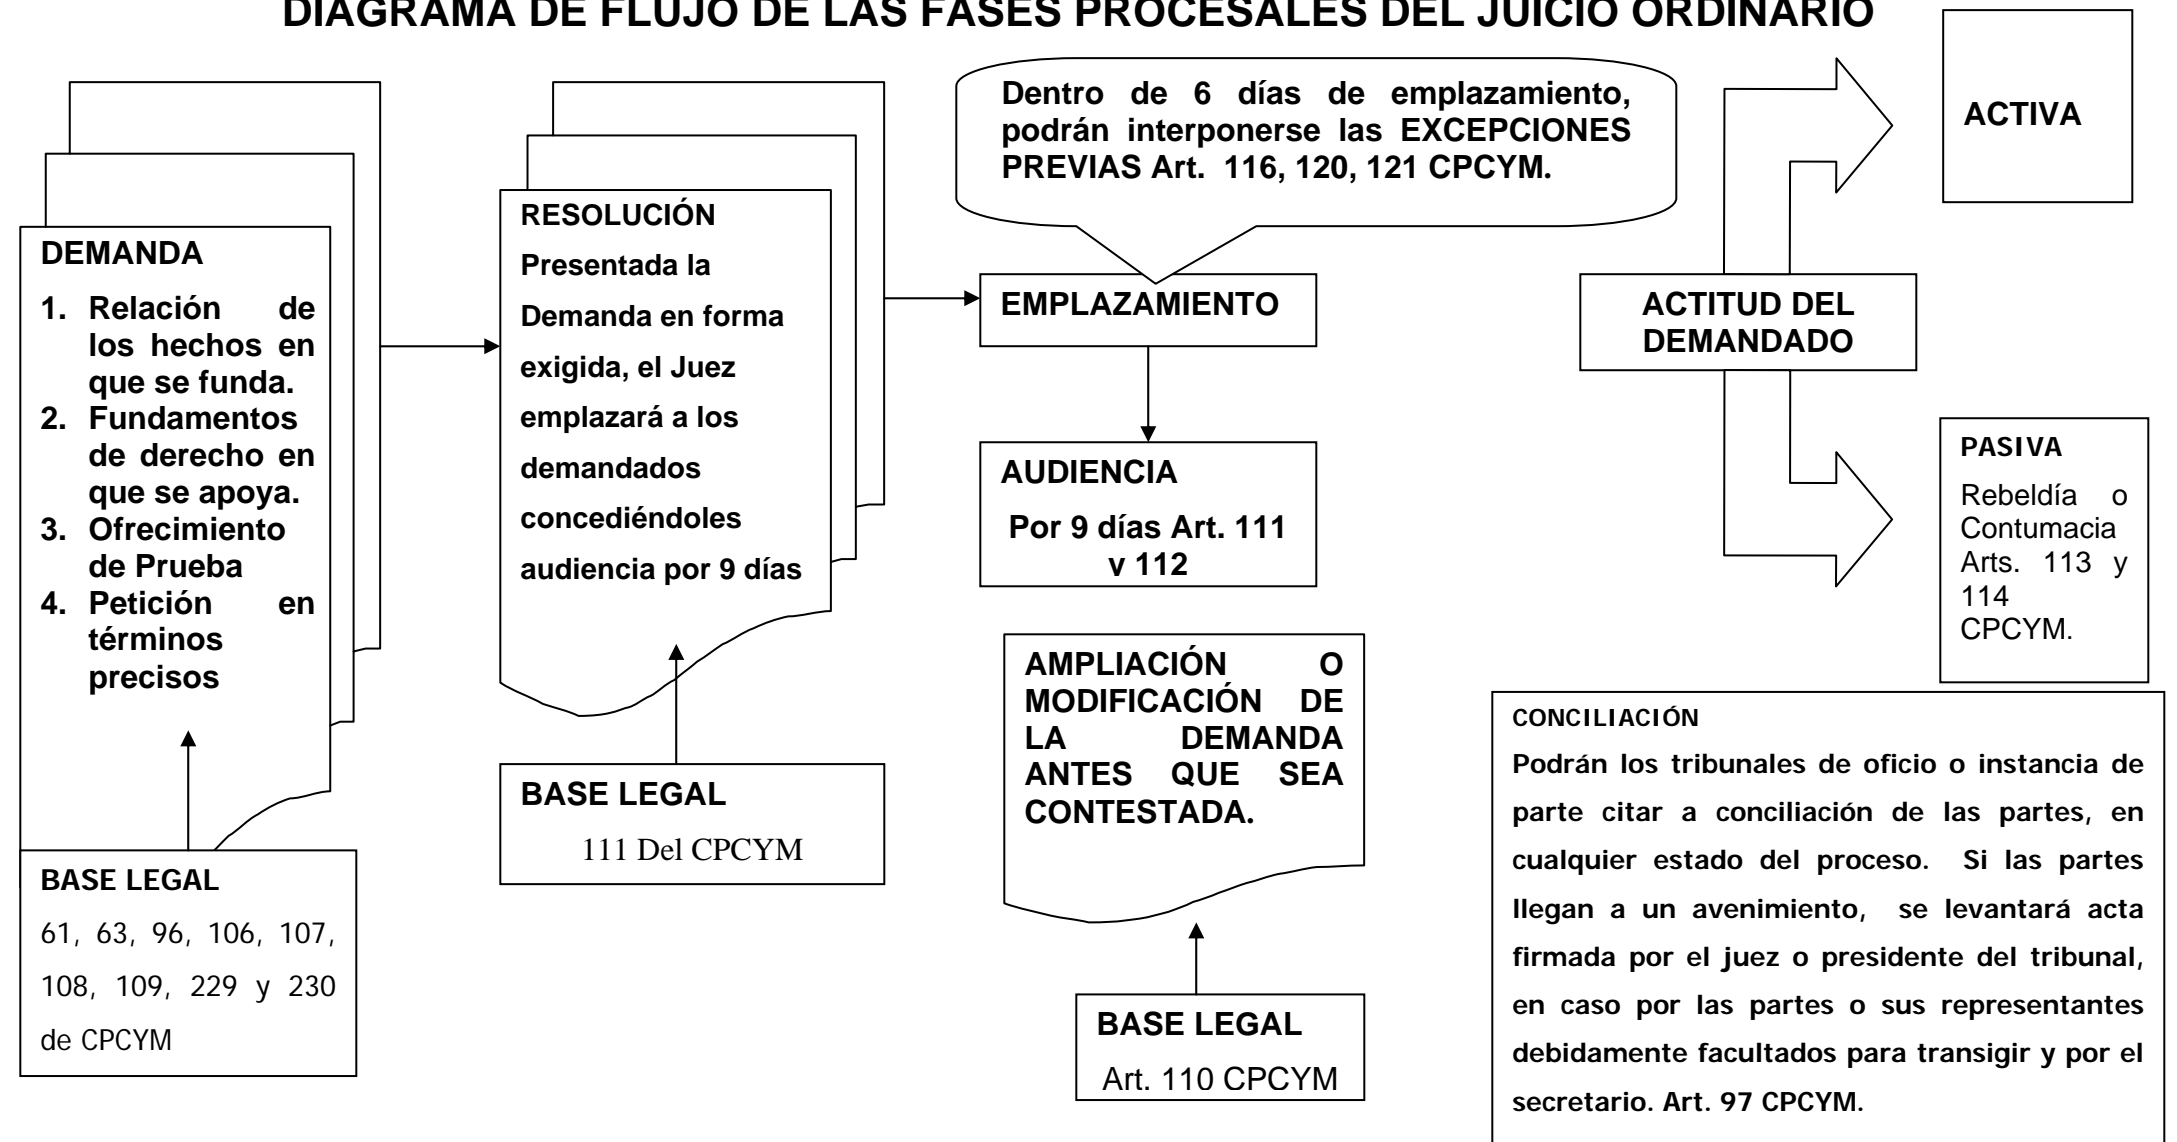 DIAGRAMA DE FLUJO DE LAS FASES PROCESALES DEL JUICIO ORDINARIO
DEMANDA
1. Relación de
los hechos en
que se funda.
2. Fundamentos
de derecho en
que se apoya.
3. Ofrecimiento
de Prueba
4. Petición en
términos
precisos
BASE LEGAL
61, 63, 96, 106, 107,
108, 109, 229 y 230
de CPCYM
RESOLUCIÓN
Presentada la
Demanda en forma
exigida, el Juez
emplazará a los
demandados
concediéndoles
audiencia por 9 días
BASE LEGAL
111 Del CPCYM
Dentro de 6 días de emplazamiento,
podrán interponerse las EXCEPCIONES
PREVIAS Art. 116, 120, 121 CPCYM.
EMPLAZAMIENTO
AUDIENCIA
Por 9 días Art. 111
y 112
AMPLIACIÓN O
MODIFICACIÓN DE
LA DEMANDA
ANTES QUE SEA
CONTESTADA.
BASE LEGAL
Art. 110 CPCYM
ACTITUD DEL
DEMANDADO
ACTIVA
PASIVA
Rebeldía o
Contumacia
Arts. 113 y
114
CPCYM.
CONCILIACIÓN
Podrán los tribunales de oficio o instancia de
parte citar a conciliación de las partes, en
cualquier estado del proceso. Si las partes
llegan a un avenimiento, se levantará acta
firmada por el juez o presidente del tribunal,
en caso por las partes o sus representantes
debidamente facultados para transigir y por el
secretario. Art. 97 CPCYM.